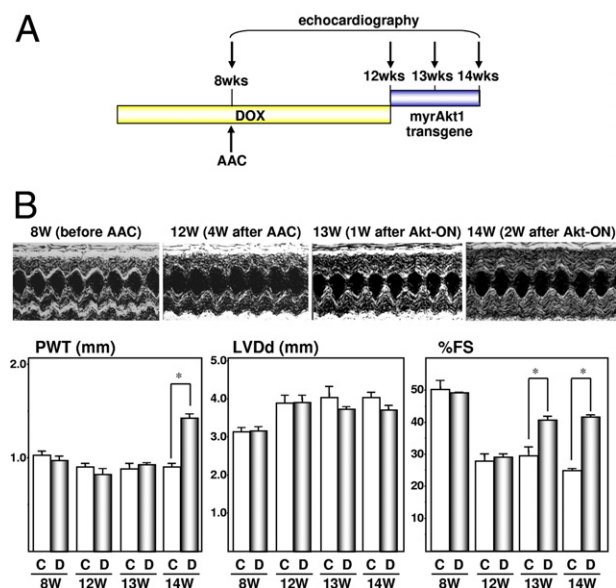 A
echocardiography
8wks
12wks 13wks 14wks
DOX
myrAkt1
transgene
AAC
B
8W (before AAC) 12W (4W after AAC) 13W (1W after Akt-ON) 14W (2W after Akt-ON)
PWT (mm)
2.0
1.0
*
C D C D C D C D
8W 12W 13W 14W
LVDd (mm)
5.0
4.0
3.0
2.0
1.0
C D C D C D C D
8W 12W 13W 14W
%FS
50
40
30
20
10
* *
C D C D C D C D
8W 12W 13W 14W